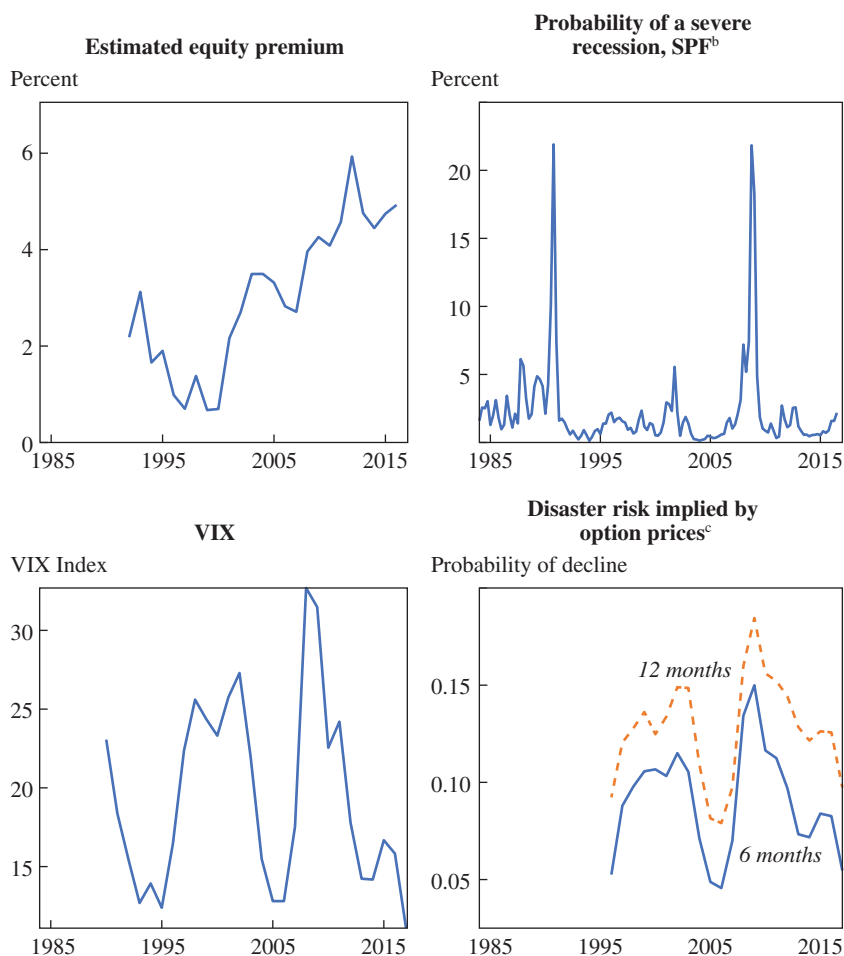 Estimated equity premium
Percent
6
4
2
0
1985 1995 2005 2015
Probability of a severe
recession, SPFᵇ
Percent
20
15
10
5
1985 1995 2005 2015
VIX
VIX Index
30
25
20
15
1985 1995 2005 2015
Disaster risk implied by
option pricesᶜ
Probability of decline
0.20
0.15
0.10
0.05
12 months
6 months
1985 1995 2005 2015